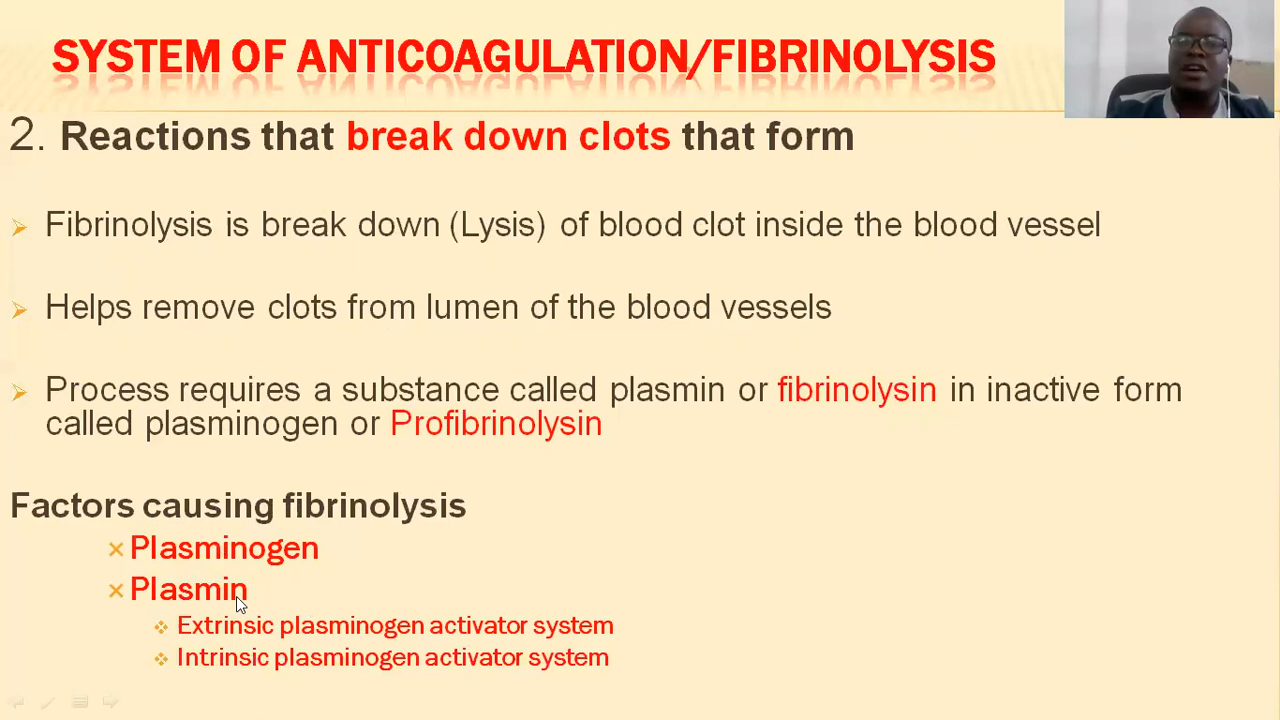 SYSTEM OF ANTICOAGULATION/FIBRINOLYSIS
2. Reactions that break down clots that form
Fibrinolysis is break down (Lysis) of blood clot inside the blood vessel
Helps remove clots from lumen of the blood vessels
Process requires a substance called plasmin or fibrinolysin in inactive form
called plasminogen or Profibrinolysin
Factors causing fibrinolysis
Plasminogen
Plasmin
Extrinsic plasminogen activator system
Intrinsic plasminogen activator system